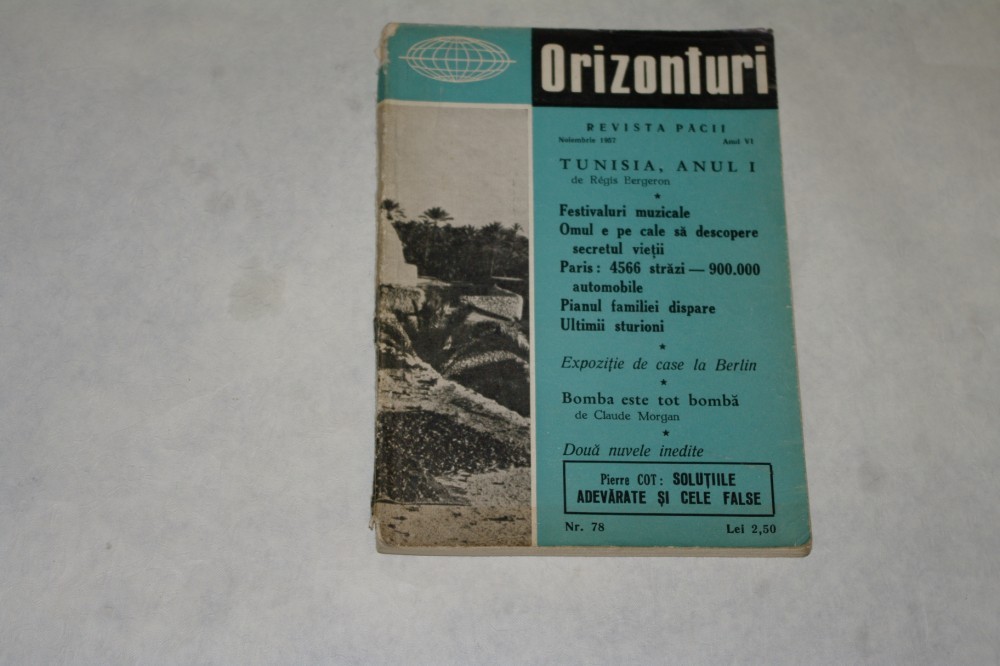 Orizonturi
REVISTA PĂCII
Noiembrie 1957 Anul VI
TUNISIA, ANUL I
de Régis Bergeron
★
Festivaluri muzicale
Omul e pe cale să descopere
secretul vieții
Paris: 4566 străzi — 900.000
automobile
Pianul familiei dispare
Ultimii sturioni
★
Expoziție de case la Berlin
★
Bomba este tot bombă
de Claude Morgan
★
Două nuvele inedite
Pierre COT: SOLUȚIILE
ADEVĂRATE ȘI CELE FALSE
Nr. 78 Lei 2,50